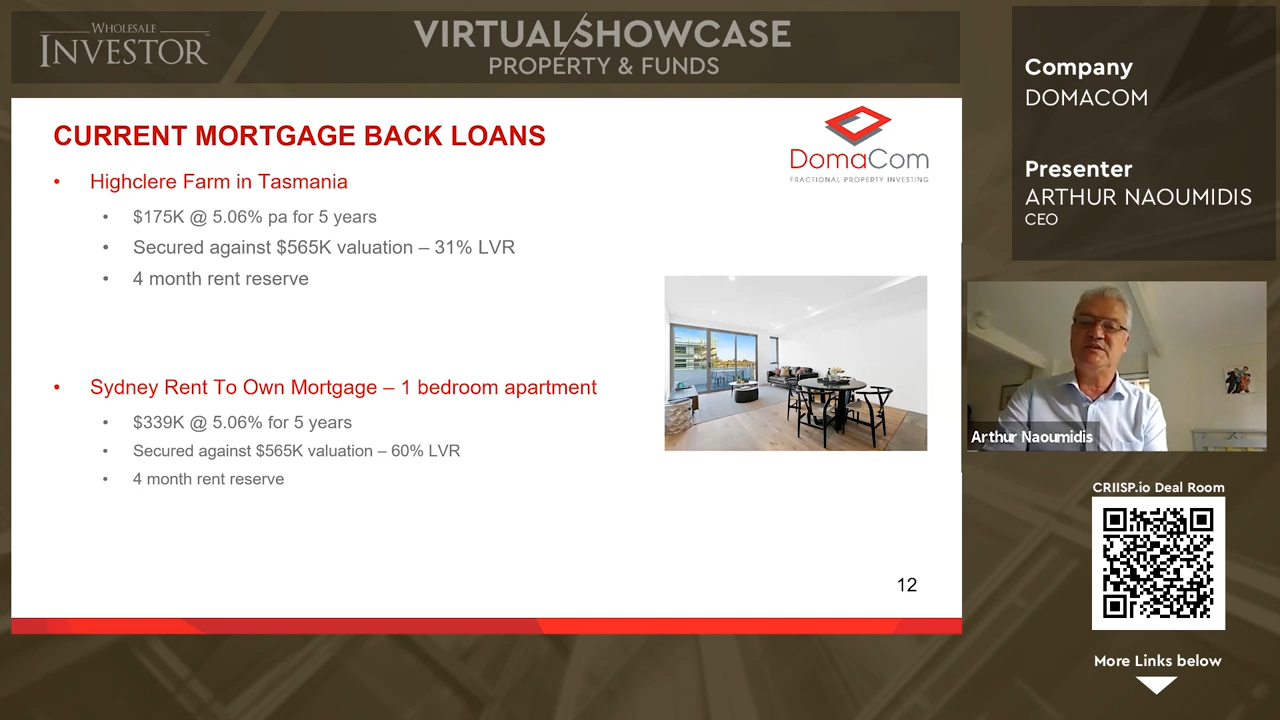 WHOLESALE
INVESTOR
VIRTUAL/SHOWCASE
PROPERTY & FUNDS
CURRENT MORTGAGE BACK LOANS
DomaCom
FRACTIONAL PROPERTY INVESTING
• Highclere Farm in Tasmania
• $175K @ 5.06% pa for 5 years
• Secured against $565K valuation – 31% LVR
• 4 month rent reserve
• Sydney Rent To Own Mortgage – 1 bedroom apartment
• $339K @ 5.06% for 5 years
• Secured against $565K valuation – 60% LVR
• 4 month rent reserve
12
Company
DOMACOM
Presenter
ARTHUR NAOUMIDIS
CEO
Arthur Naoumidis
CRIISP.io Deal Room
More Links below